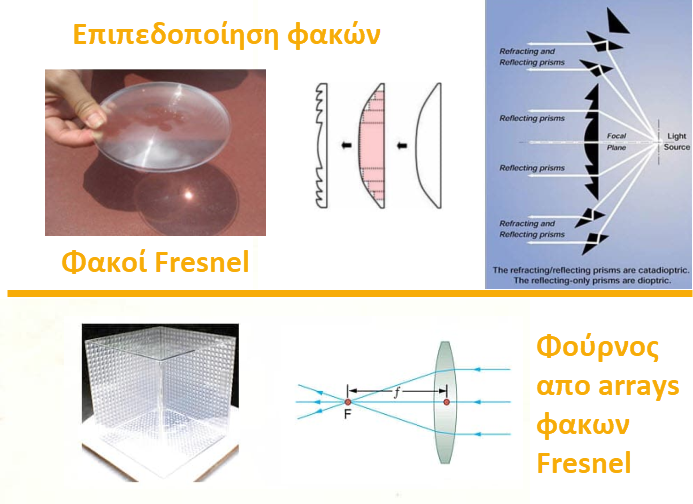 Επιπεδοποίηση φακών
Φακοί Fresnel
Refracting and
Reflecting prisms
Reflecting prisms
Focal
Plane
Light
Source
Reflecting prisms
Refracting and
Reflecting prisms
The refracting/reflecting prisms are catadioptric.
The reflecting-only prisms are dioptric.
f
F
Φούρνος
απο arrays
φακων
Fresnel